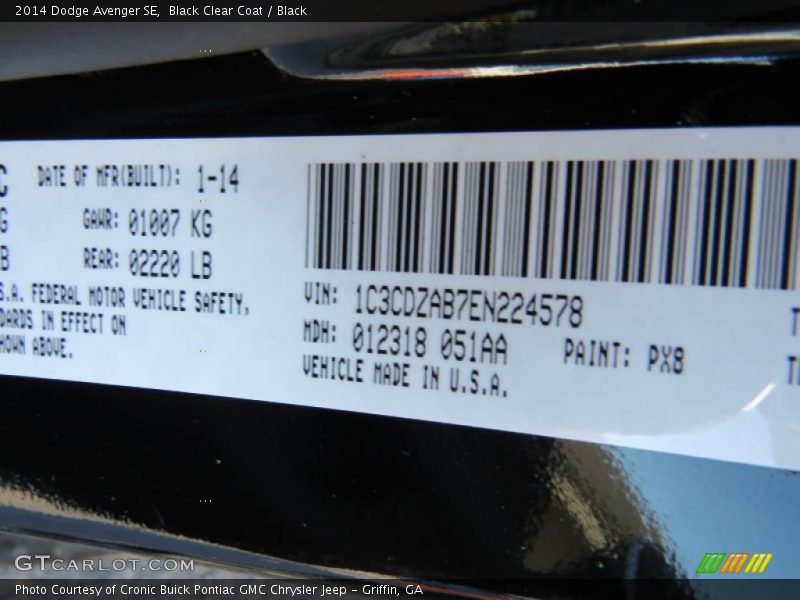 2014 Dodge Avenger SE,  Black Clear Coat / Black
DATE OF MFR(BUILT): 1-14
GAWR: 01007 KG
REAR: 02220 LB
FEDERAL MOTOR VEHICLE SAFETY,
IN EFFECT ON
ABOVE.
VIN: 1C3CDZAB7EN224578
MDH: 012318 051AA
PAINT: PX8
VEHICLE MADE IN U.S.A.
GTCARLOT.COM
Photo Courtesy of Cronic Buick Pontiac GMC Chrysler Jeep – Griffin, GA